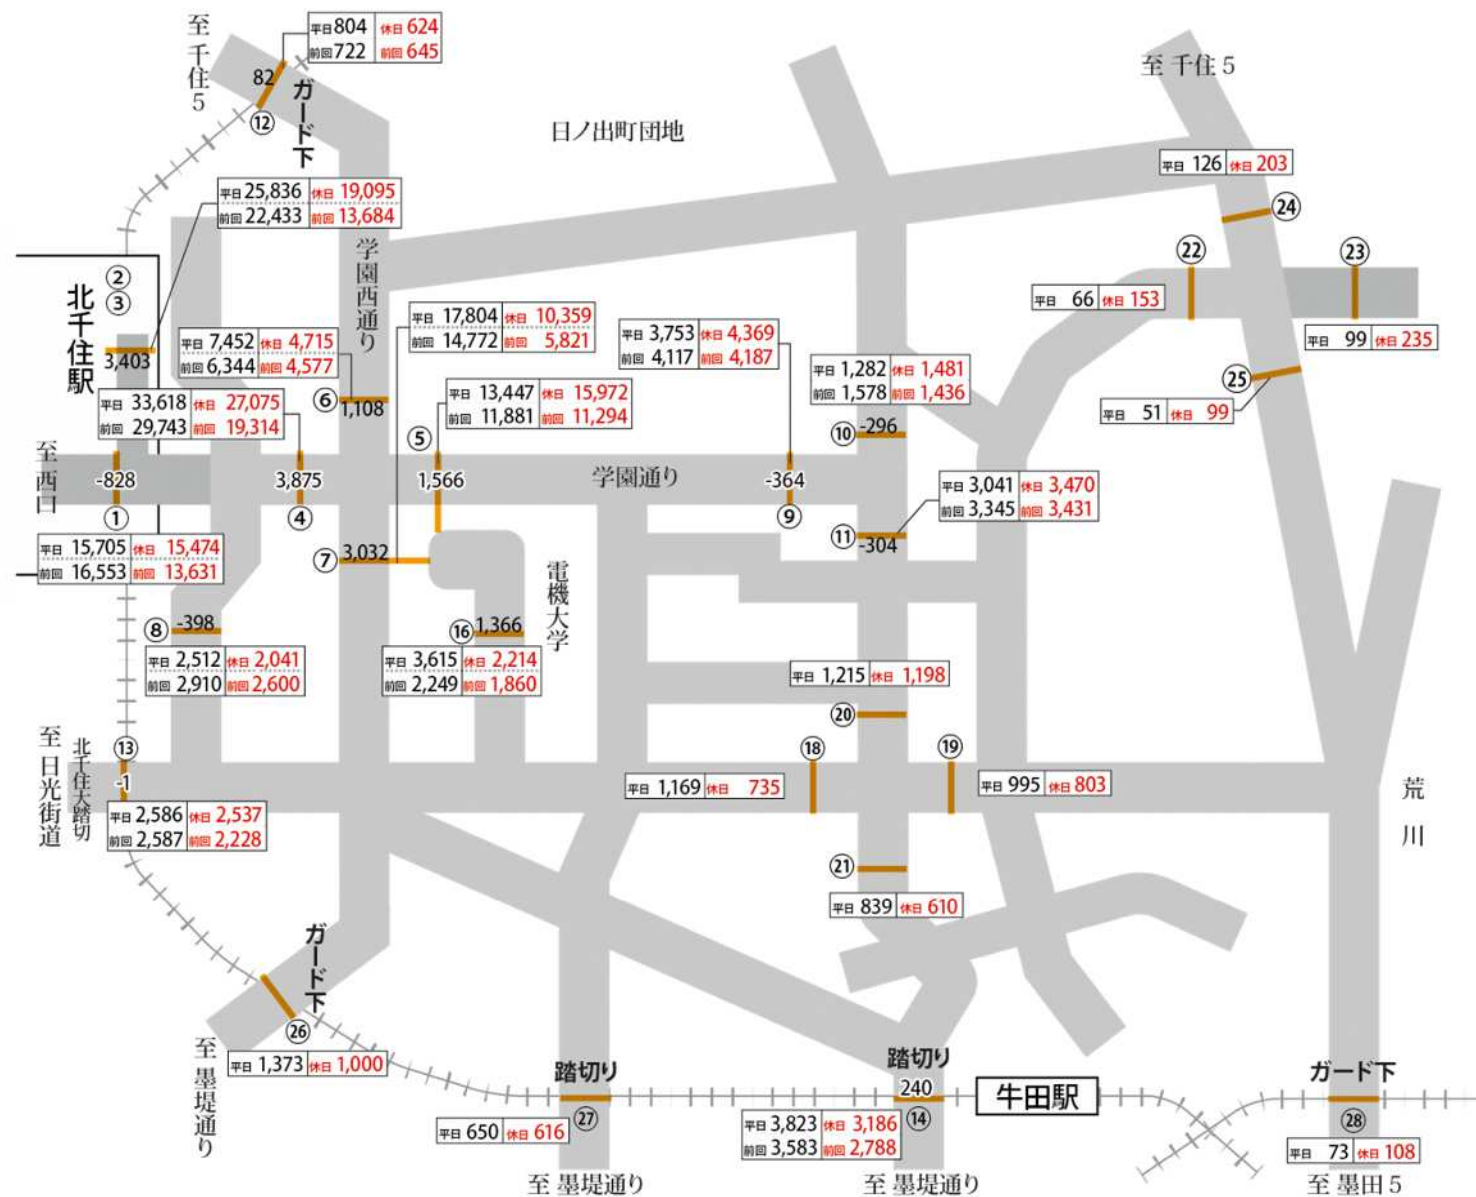 至 千住5
平日 804 休日 624
前回 722 前回 645
82
⑫
ガード下
日ノ出町団地
至 千住 5
平日 126 休日 203
㉔
平日 25,836 休日 19,095
前回 22,433 前回 13,684
学園西通り
②
③
北千住駅
3,403
㉒
㉓
平日 66 休日 153
平日 99 休日 235
平日 17,804 休日 10,359
前回 14,772 前回 5,821
平日 7,452 休日 4,715
前回 6,344 前回 4,577
⑥
1,108
平日 3,753 休日 4,369
前回 4,117 前回 4,187
平日 1,282 休日 1,481
前回 1,578 前回 1,436
⑩
-296
㉕
平日 51 休日 99
平日 33,618 休日 27,075
前回 29,743 前回 19,314
平日 13,447 休日 15,972
前回 11,881 前回 11,294
⑤
至 西口
-828
①
3,875
④
1,566
学園通り
-364
⑨
平日 3,041 休日 3,470
前回 3,345 前回 3,431
⑪
-304
平日 15,705 休日 15,474
前回 16,553 前回 13,631
⑦
3,032
電機大学
⑧
-398
平日 2,512 休日 2,041
前回 2,910 前回 2,600
⑯
1,366
平日 3,615 休日 2,214
前回 2,249 前回 1,860
平日 1,215 休日 1,198
⑳
至 日光街道
北千住大踏切
⑬
-1
平日 2,586 休日 2,537
前回 2,587 前回 2,228
⑱
平日 1,169 休日 735
⑲
平日 995 休日 803
荒川
㉑
平日 839 休日 610
ガード下
㉖
平日 1,373 休日 1,000
至 墨堤通り
踏切り
㉗
平日 650 休日 616
至 墨堤通り
踏切り
240
⑭
平日 3,823 休日 3,186
前回 3,583 前回 2,788
至 墨堤通り
牛田駅
ガード下
㉘
平日 73 休日 108
至 墨田 5